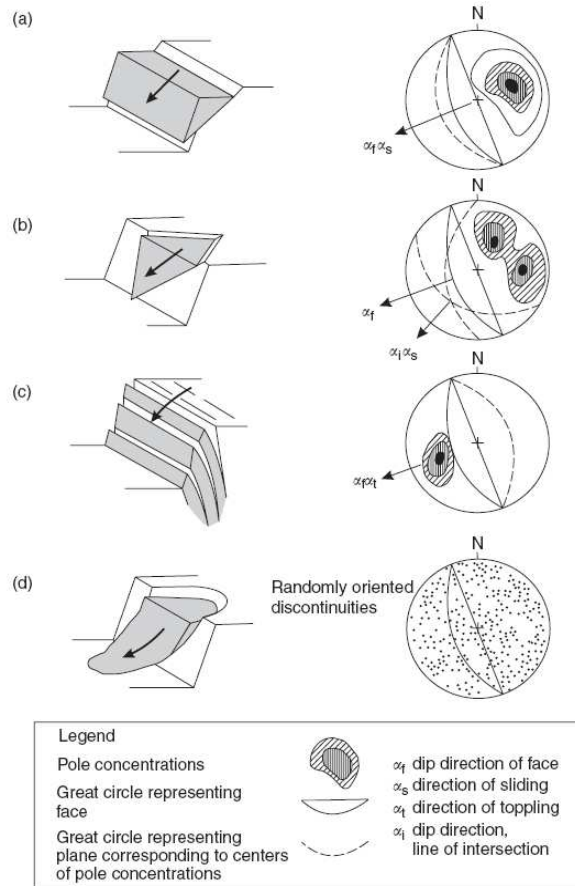 (a)
N
αf αs
(b)
N
αf
αi αs
(c)
N
αfαt
(d)
Randomly oriented
discontinuities
N
Legend
Pole concentrations
Great circle representing
face
Great circle representing
plane corresponding to centers
of pole concentrations
αf dip direction of face
αs direction of sliding
αt direction of toppling
αi dip direction,
line of intersection